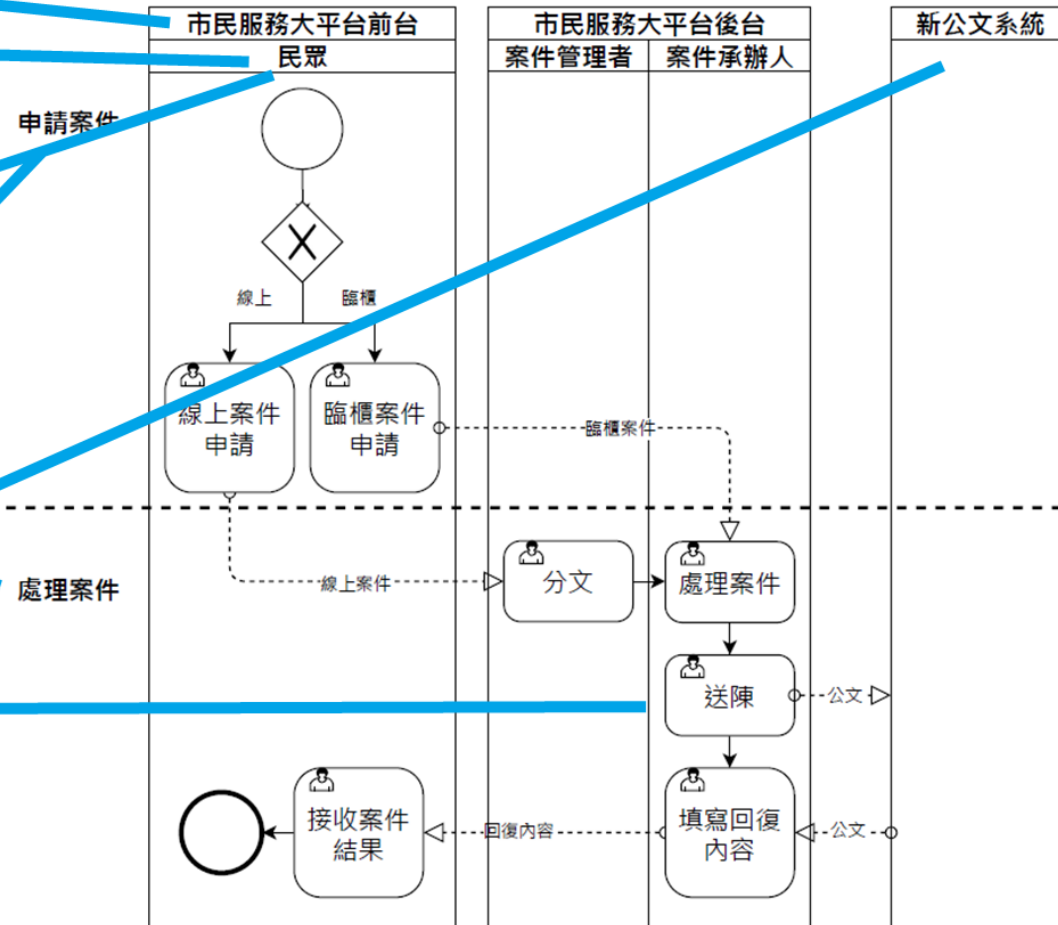 市民服務大平台前台
市民服務大平台後台
新公文系統
民眾
案件管理者
案件承辦人
申請案件
線上
臨櫃
線上案件
申請
臨櫃案件
申請
臨櫃案件
處理案件
線上案件
分文
處理案件
送陳
公文
接收案件
結果
回復內容
填寫回復
內容
公文